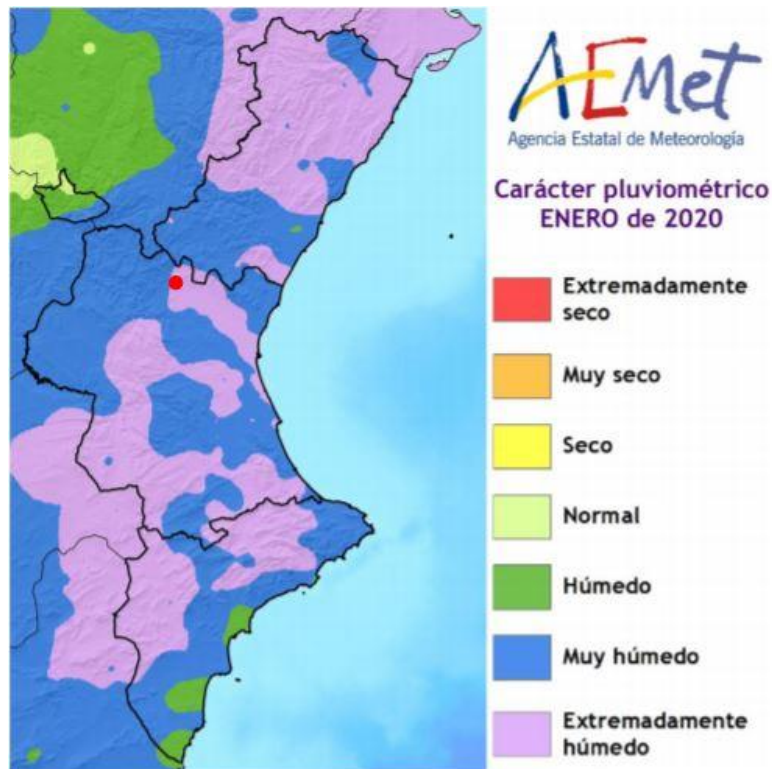 AEmet
Agencia Estatal de Meteorología
Carácter pluviométrico
ENERO de 2020
Extremadamente
seco
Muy seco
Seco
Normal
Húmedo
Muy húmedo
Extremadamente
húmedo